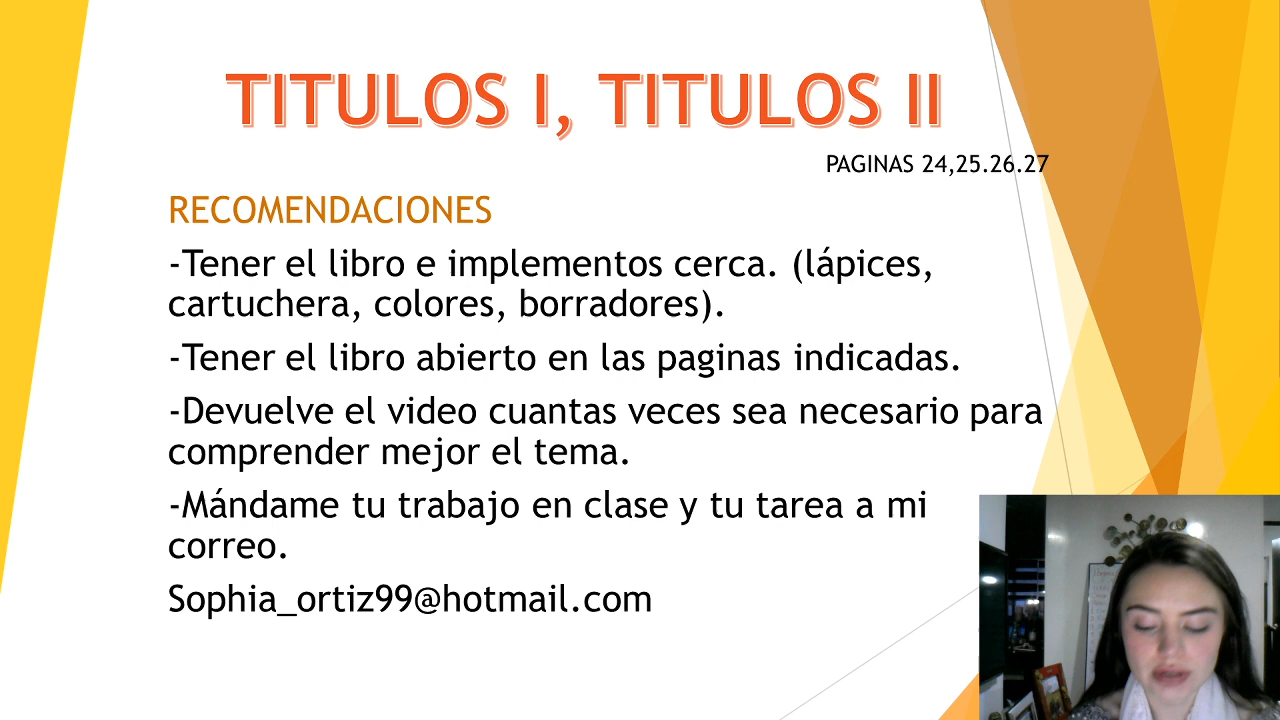 TITULOS I, TITULOS II
PAGINAS 24,25.26.27
RECOMENDACIONES
-Tener el libro e implementos cerca. (lápices,
cartuchera, colores, borradores).
-Tener el libro abierto en las paginas indicadas.
-Devuelve el video cuantas veces sea necesario para
comprender mejor el tema.
-Mándame tu trabajo en clase y tu tarea a mi
correo.
Sophia_ortiz99@hotmail.com